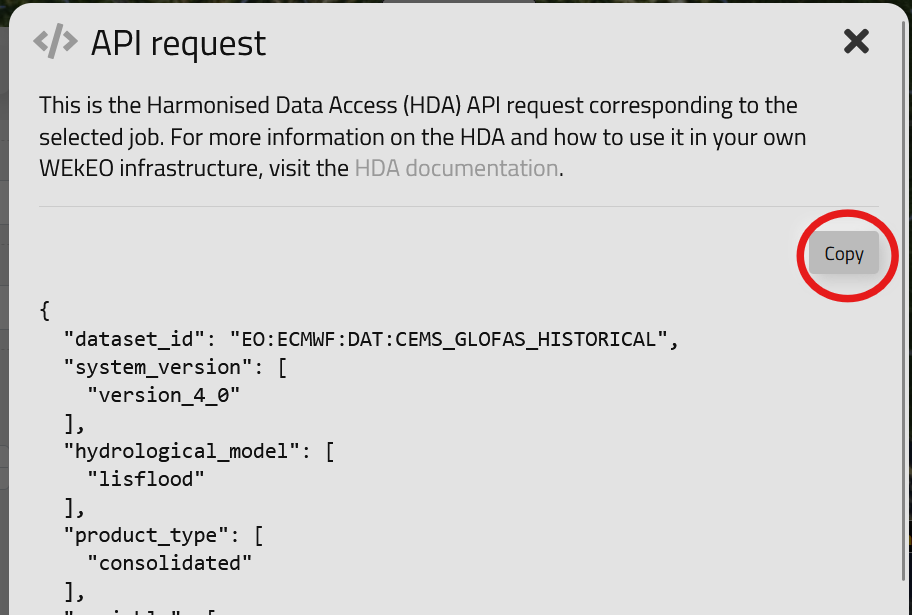 </> API request
This is the Harmonised Data Access (HDA) API request corresponding to the
selected job. For more information on the HDA and how to use it in your own
WEkEO infrastructure, visit the HDA documentation.
Copy
{
"dataset_id": "EO:ECMWF:DAT:CEMS_GLOFAS_HISTORICAL",
"system_version": [
"version_4_0"
],
"hydrological_model": [
"lisflood"
],
"product_type": [
"consolidated"
],